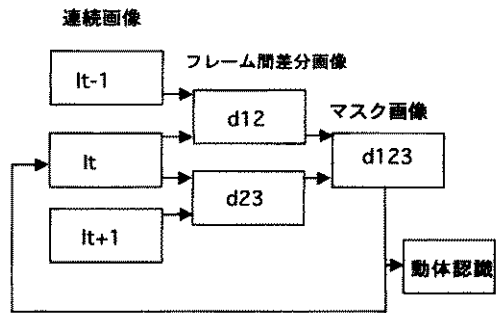 連続画像
フレーム間差分画像
It-1
マスク画像
d12
It
d123
d23
It+1
動体認識